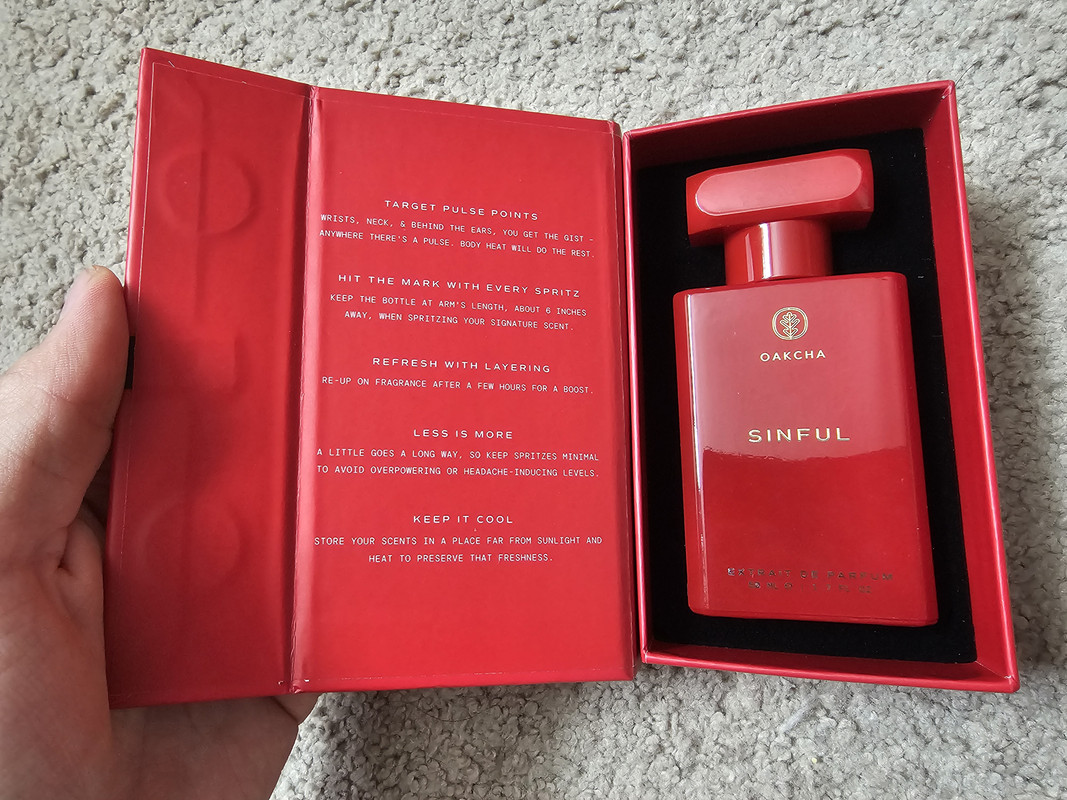 TARGET PULSE POINTS
WRISTS, NECK, & BEHIND THE EARS, YOU GET THE GIST –
ANYWHERE THERE'S A PULSE. BODY HEAT WILL DO THE REST.
HIT THE MARK WITH EVERY SPRITZ
KEEP THE BOTTLE AT ARM'S LENGTH, ABOUT 6 INCHES
AWAY, WHEN SPRITZING YOUR SIGNATURE SCENT.
REFRESH WITH LAYERING
RE-UP ON FRAGRANCE AFTER A FEW HOURS FOR A BOOST.
LESS IS MORE
A LITTLE GOES A LONG WAY, SO KEEP SPRITZES MINIMAL
TO AVOID OVERPOWERING OR HEADACHE-INDUCING LEVELS.
KEEP IT COOL
STORE YOUR SCENTS IN A PLACE FAR FROM SUNLIGHT AND
HEAT TO PRESERVE THAT FRESHNESS.
OAKCHA
SINFUL
EXTRAIT DE PARFUM